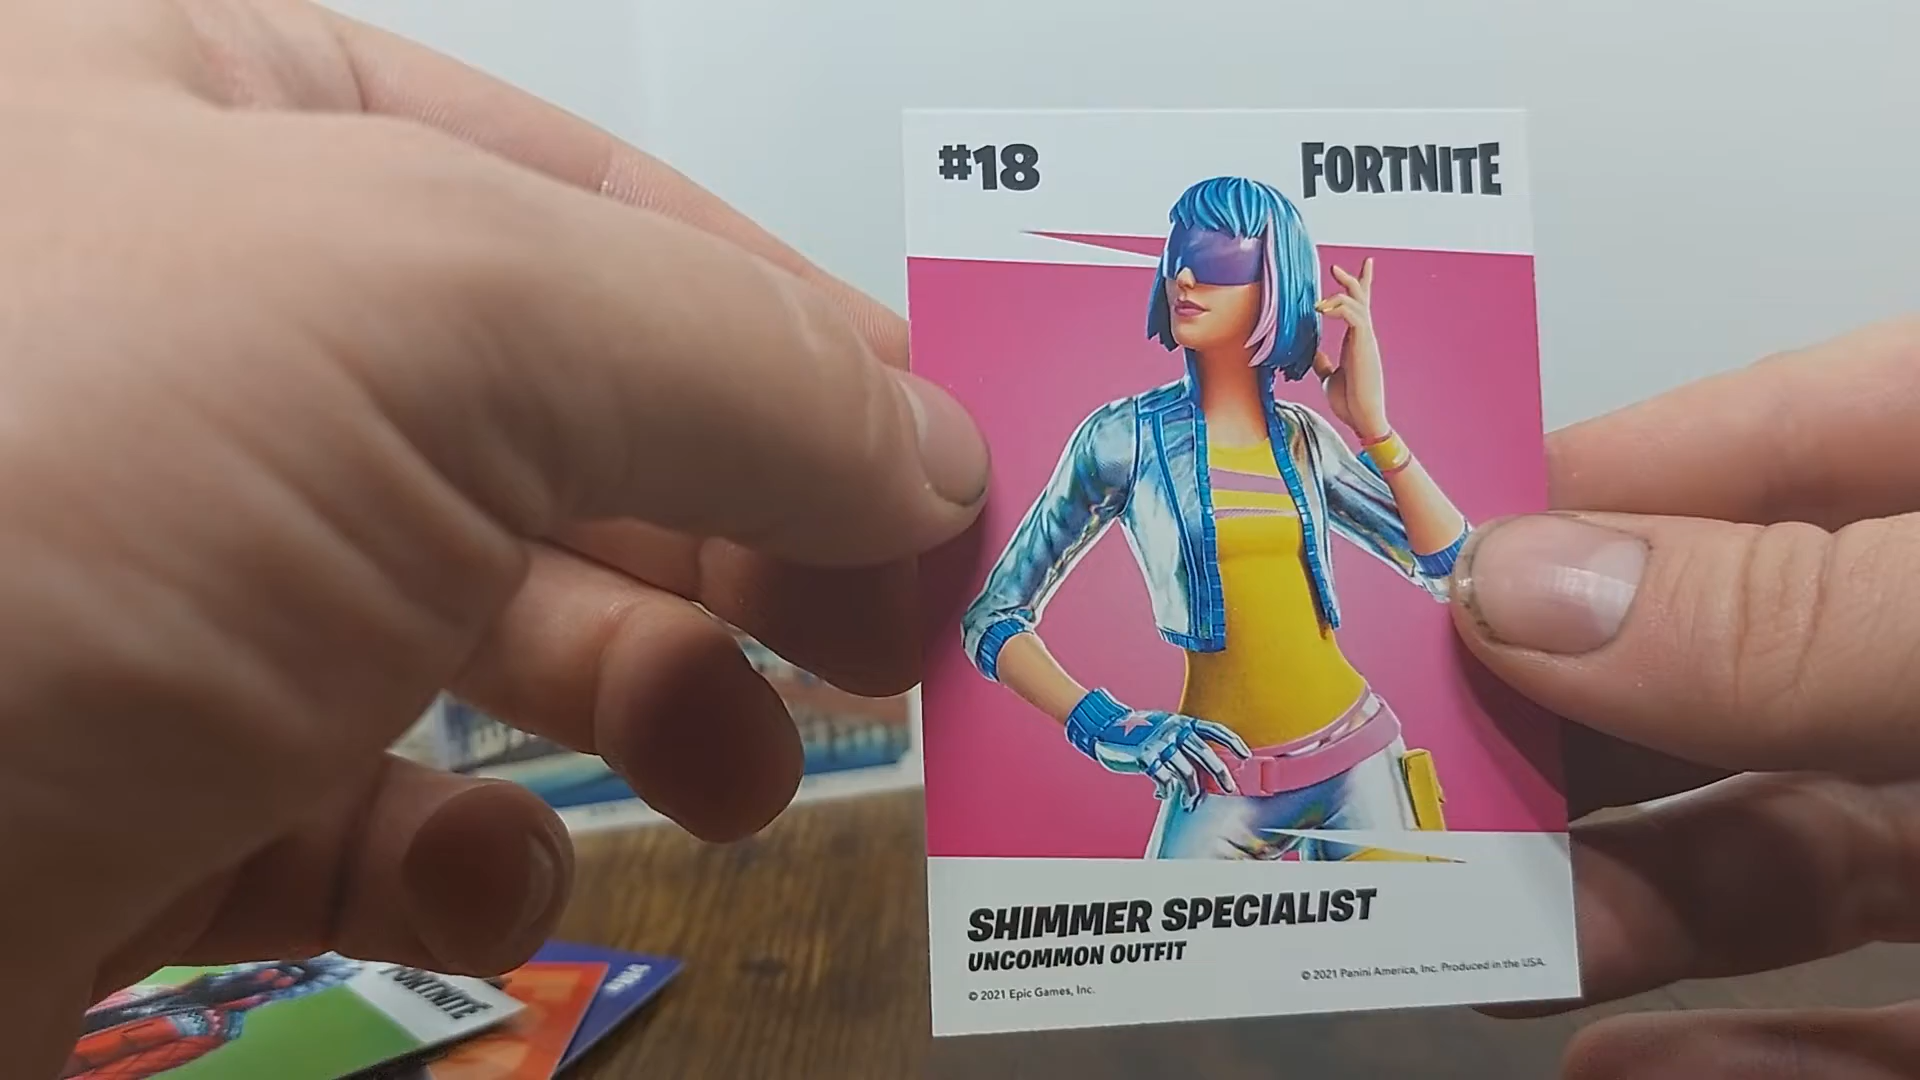 #18
FORTNITE
SHIMMER SPECIALIST
UNCOMMON OUTFIT
© 2021 Epic Games, Inc.
© 2021 Panini America, Inc. Produced in the USA.
FORTNITE